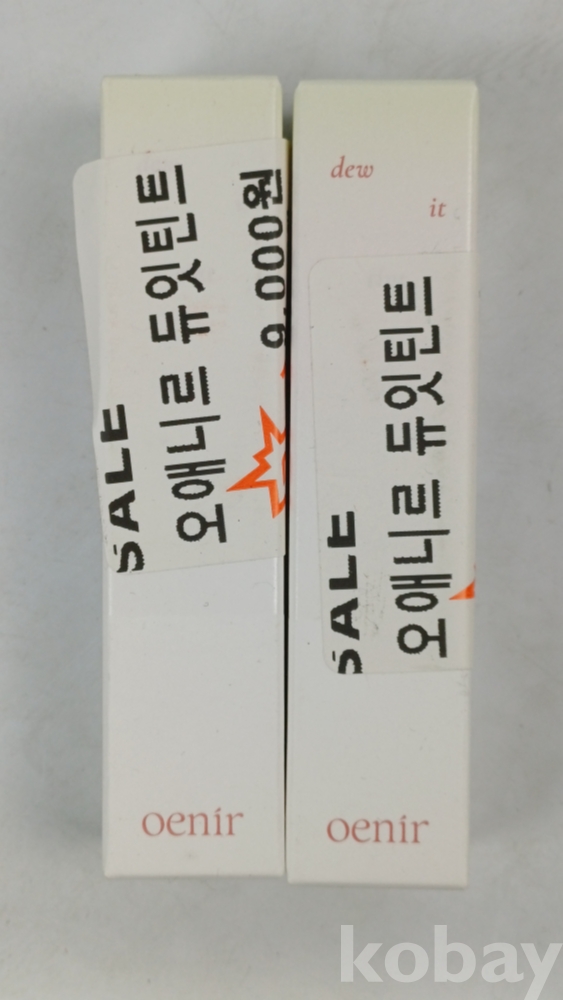 SALE
오애니르 듀잇틴트
9,000원
oenir
dew
it
SALE
오애니르 듀잇틴트
oenir
kobay